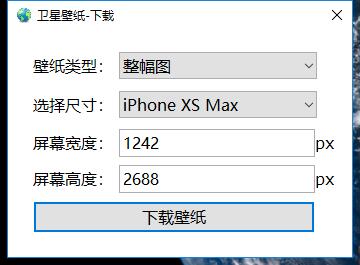 卫星壁纸-下载
壁纸类型: 整幅图
选择尺寸: iPhone XS Max
屏幕宽度: 1242 px
屏幕高度: 2688 px
下载壁纸